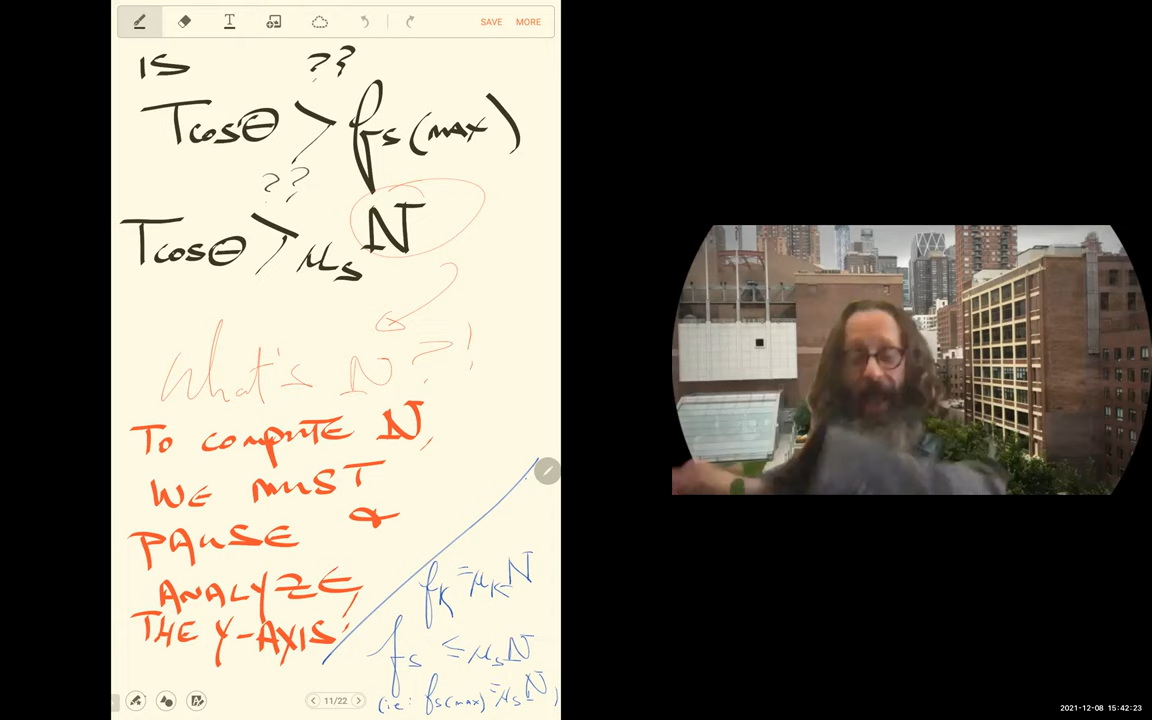 SAVE MORE
IS ??
Tcosθ > fs(max)
??
Tcosθ > μs N
What's N?!
To compute N,
WE MUST
PAUSE &
ANALYZE
THE Y-AXIS!
fK = μK N
fs ≤ μs N
(ie: fs(max) = μs N)
11/22
2021-12-08 15:42:23